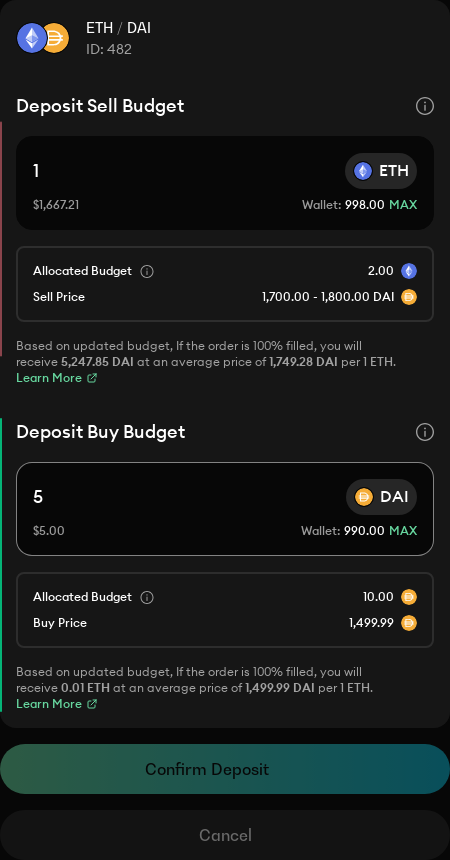 ETH / DAI
ID: 482
Deposit Sell Budget
1
ETH
$1,667.21
Wallet: 998.00 MAX
Allocated Budget
2.00
Sell Price
1,700.00 - 1,800.00 DAI
Based on updated budget, If the order is 100% filled, you will
receive 5,247.85 DAI at an average price of 1,749.28 DAI per 1 ETH.
Learn More
Deposit Buy Budget
5
DAI
$5.00
Wallet: 990.00 MAX
Allocated Budget
10.00
Buy Price
1,499.99
Based on updated budget, If the order is 100% filled, you will
receive 0.01 ETH at an average price of 1,499.99 DAI per 1 ETH.
Learn More
Confirm Deposit
Cancel